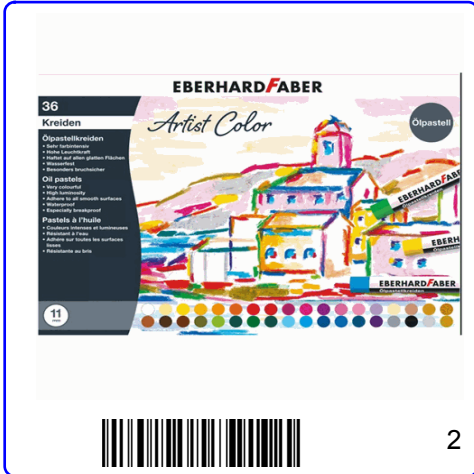 EBERHARDFABER
36
Kreiden
Artist Color
Ölpastell
Ölpastellkreiden
• Sehr farbintensiv
• Hohe Leuchtkraft
• Haftet auf allen glatten Flächen
• Wasserfest
• Besonders bruchsicher
Oil pastels
• Very colourful
• High luminosity
• Adhere to all smooth surfaces
• Waterproof
• Especially breakproof
Pastels à l'huile
• Couleurs intenses et lumineuses
• Résistant à l'eau
• Adhère sur toutes les surfaces
lisses
• Résistante au bris
EBERHARDFABER
EBERH
EBERHARDFABER
Ölpastellkreiden
11
2